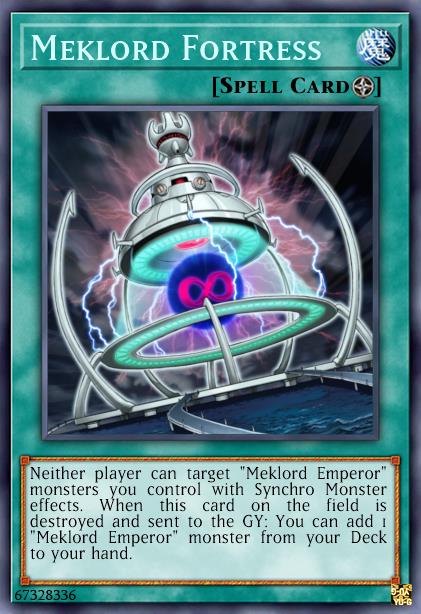 Meklord Fortress
魔
[Spell Card]
Neither player can target "Meklord Emperor"
monsters you control with Synchro Monster
effects. When this card on the field is
destroyed and sent to the GY: You can add 1
"Meklord Emperor" monster from your Deck
to your hand.
67328336